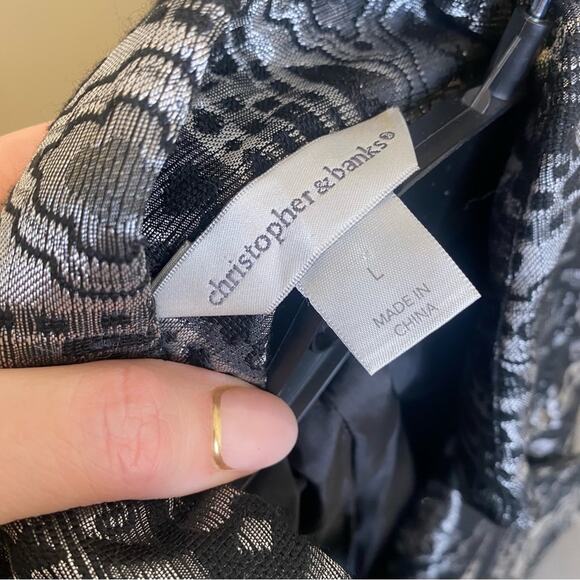 christopher & banks®
L
MADE IN
CHINA